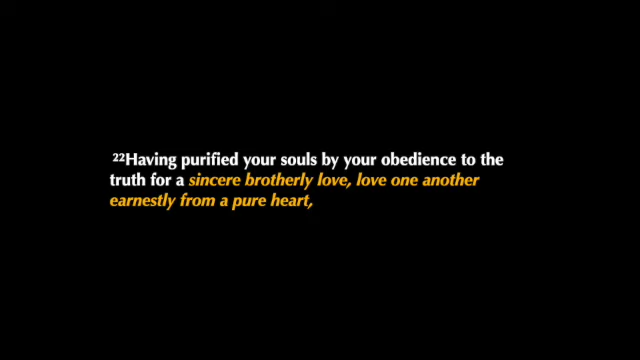 ²²Having purified your souls by your obedience to the
truth for a sincere brotherly love, love one another
earnestly from a pure heart,